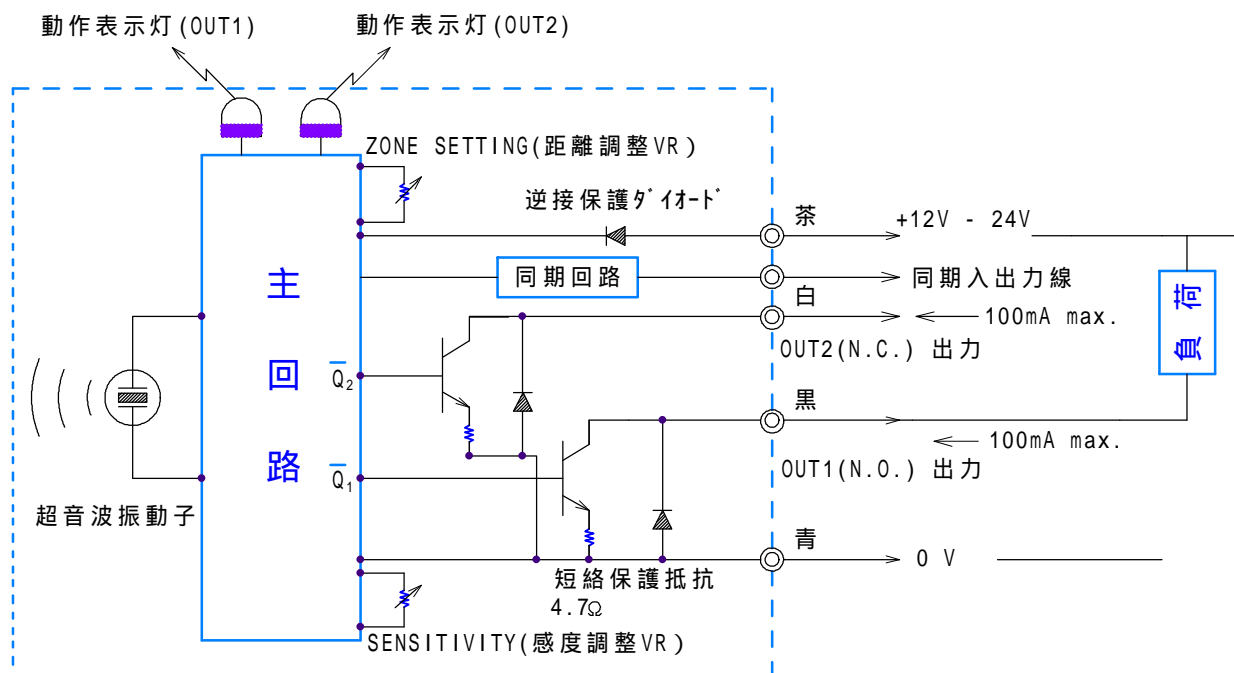 動作表示灯(OUT1)
動作表示灯(OUT2)
ZONE SETTING(距離調整VR)
逆接保護ダイオード
茶
+12V - 24V
主回路
同期回路
同期入出力線
白
100mA max.
OUT2(N.C.) 出力
負荷
Q̅₂
黒
100mA max.
OUT1(N.O.) 出力
Q̅₁
超音波振動子
青
0 V
短絡保護抵抗
4.7Ω
SENSITIVITY(感度調整VR)